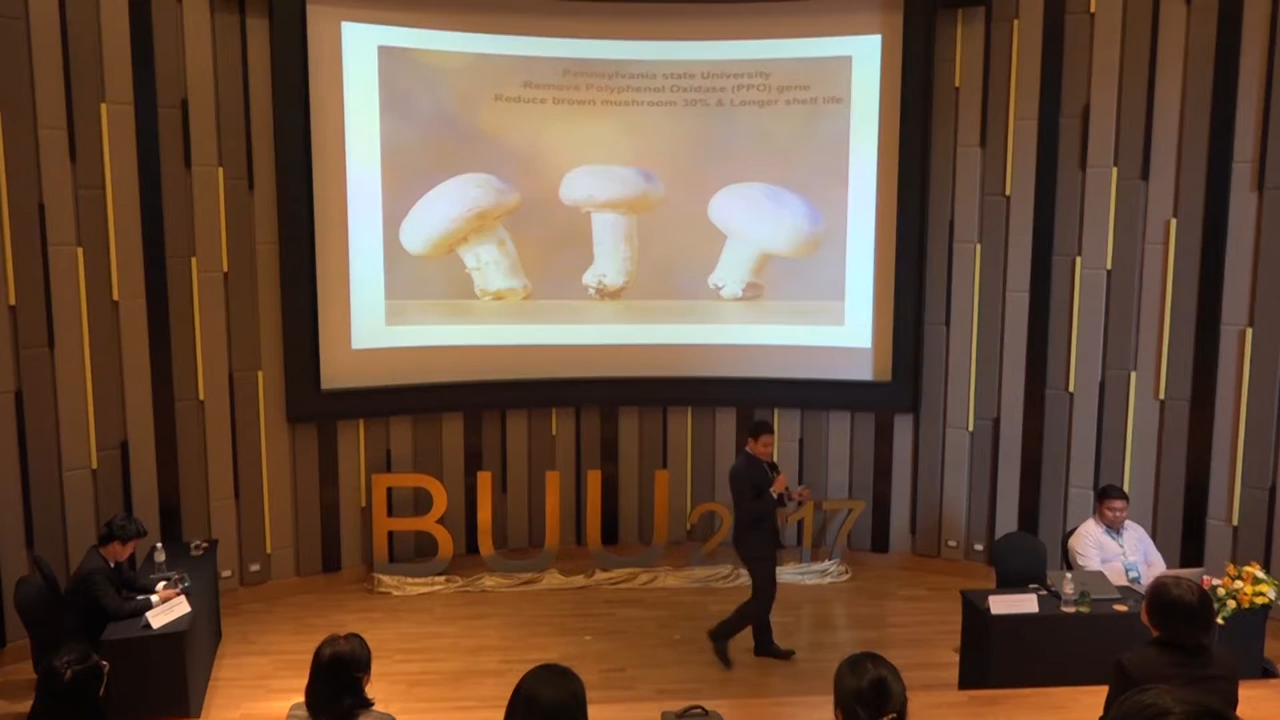 -Pennsylvania state University
-Remove Polyphenol Oxidase (PPO) gene
-Reduce brown mushroom 30% & Longer shelf life
BUU2017